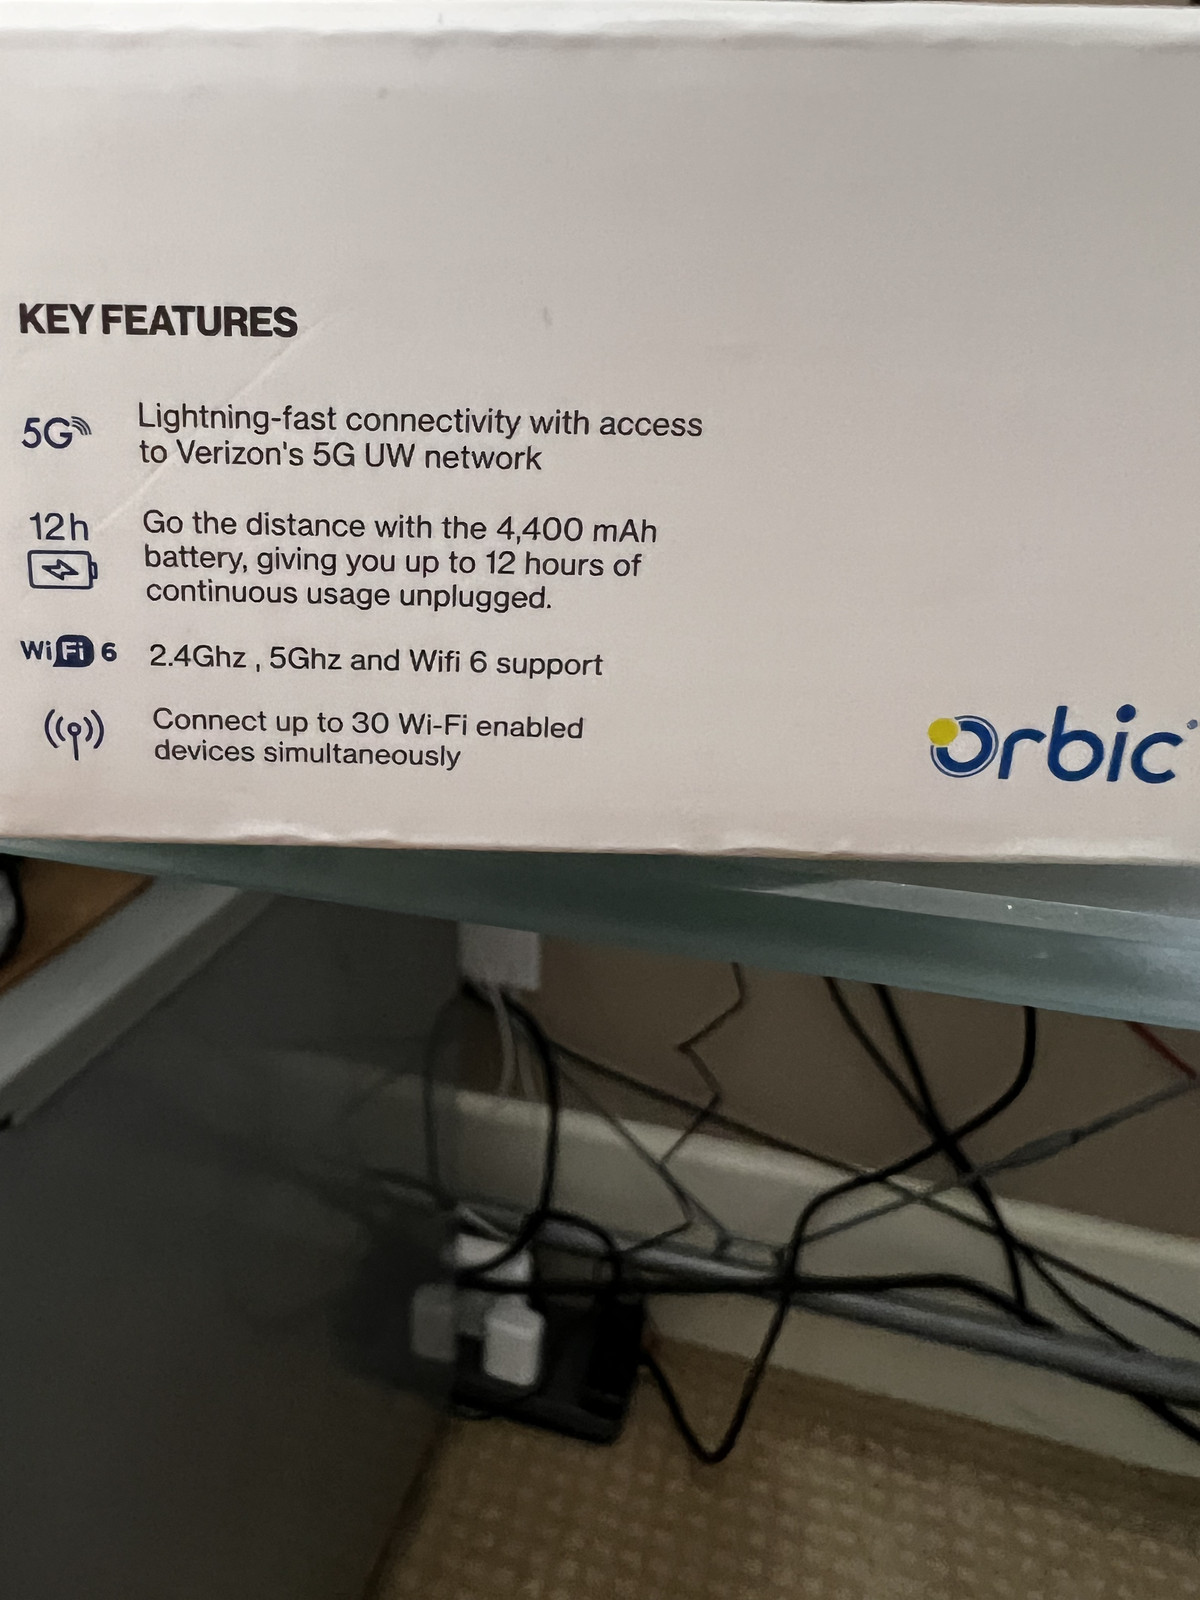 KEY FEATURES
5G
Lightning-fast connectivity with access
to Verizon's 5G UW network
12h
Go the distance with the 4,400 mAh
battery, giving you up to 12 hours of
continuous usage unplugged.
WiFi 6
2.4Ghz , 5Ghz and Wifi 6 support
Connect up to 30 Wi-Fi enabled
devices simultaneously
Orbic